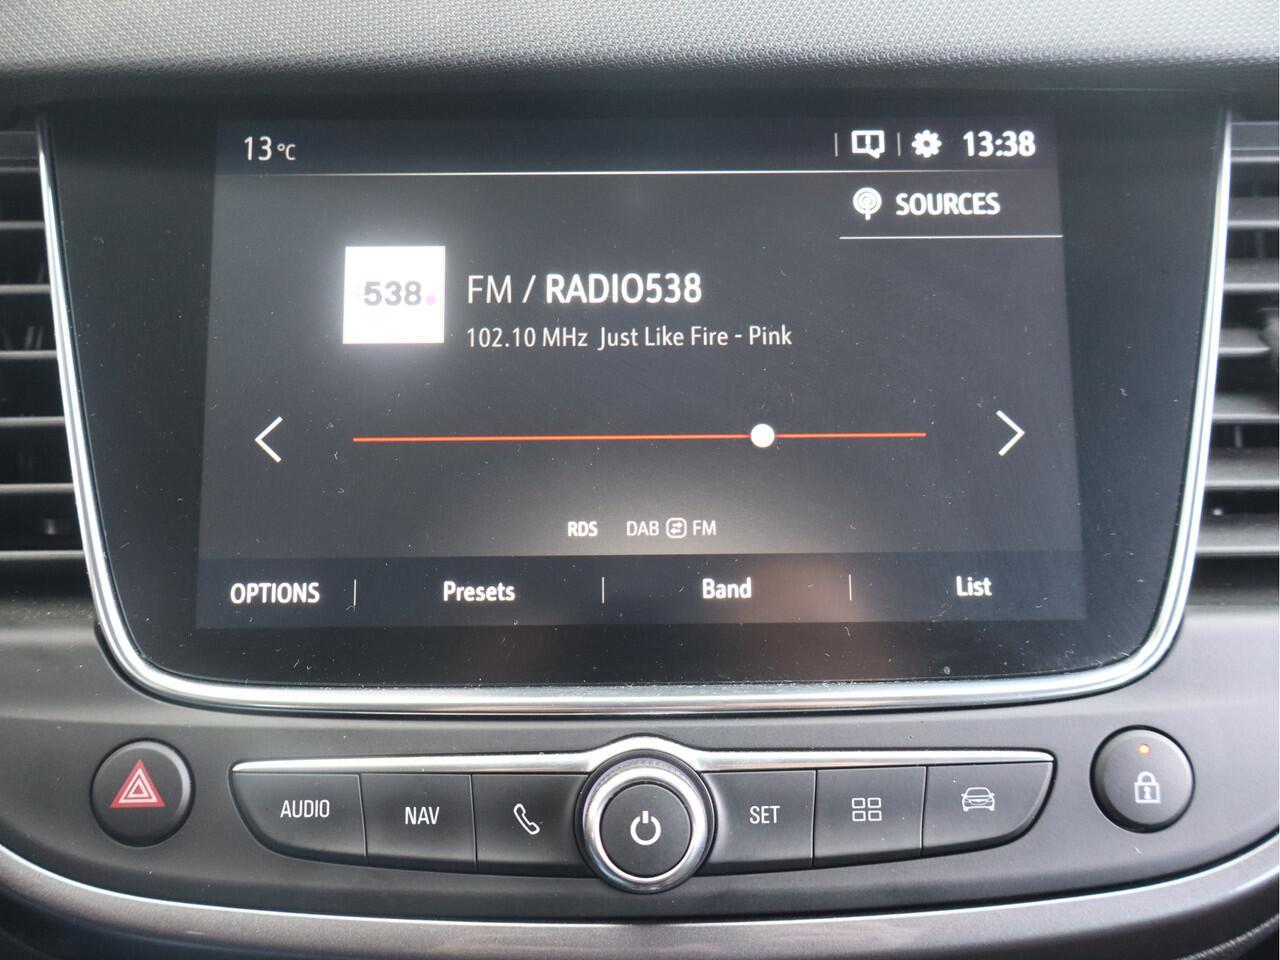 13 °C
13:38
SOURCES
538.
FM / RADIO538
102.10 MHz Just Like Fire - Pink
RDS DAB FM
OPTIONS Presets Band List
AUDIO NAV SET